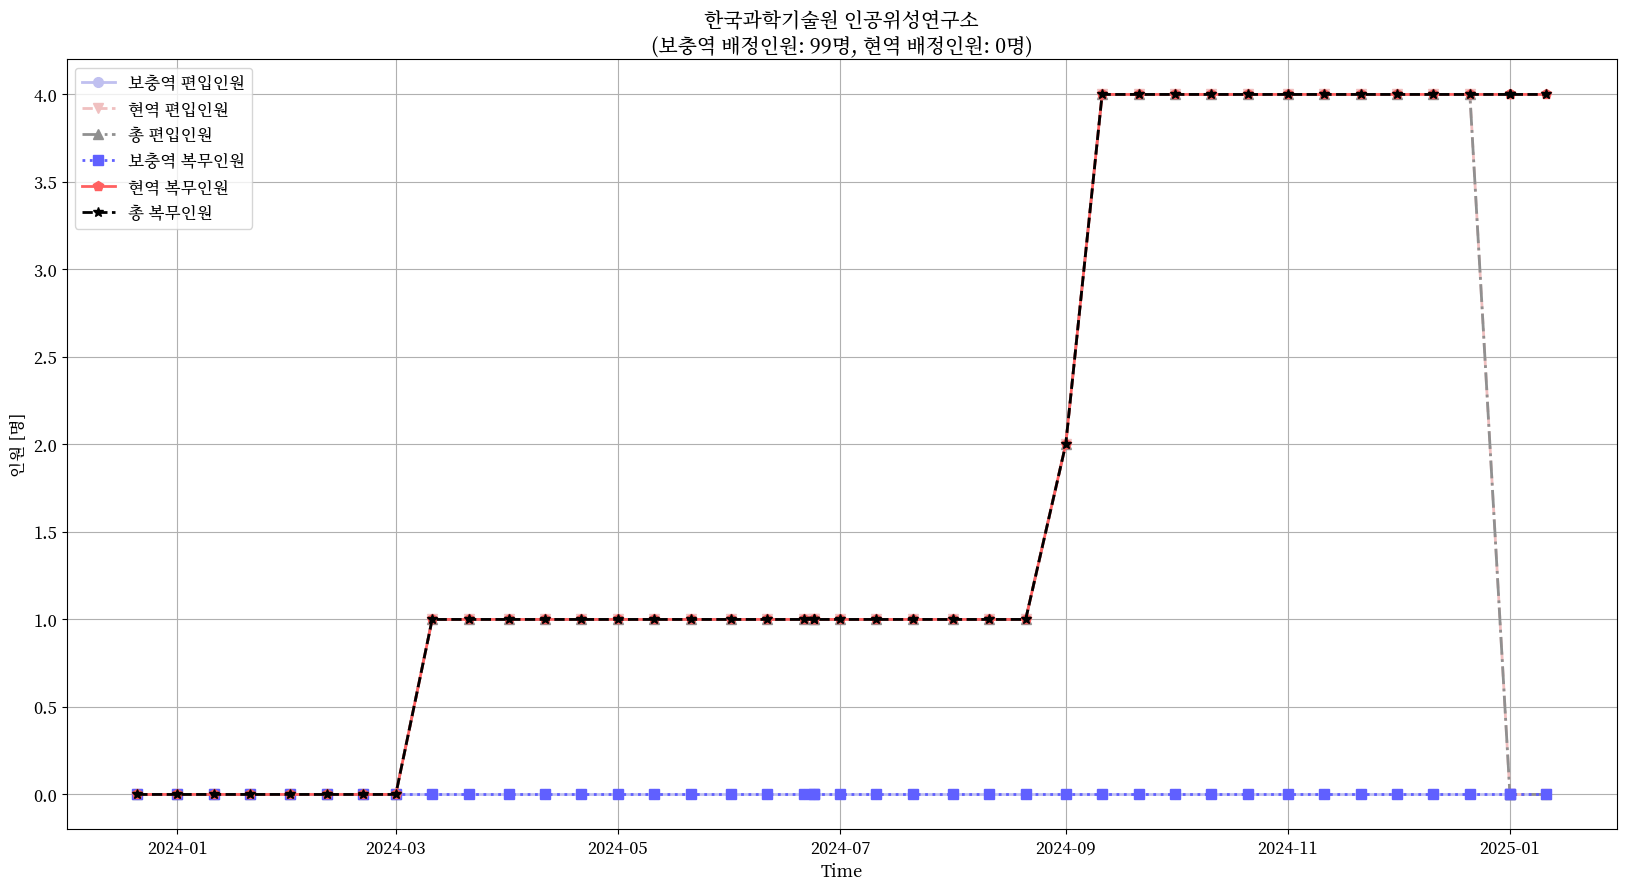 한국과학기술원 인공위성연구소
(보충역 배정인원: 99명, 현역 배정인원: 0명)
보충역 편입인원
현역 편입인원
총 편입인원
보충역 복무인원
현역 복무인원
총 복무인원
4.0
3.5
3.0
2.5
2.0
1.5
1.0
0.5
0.0
인원 [명]
2024-01
2024-03
2024-05
2024-07
2024-09
2024-11
2025-01
Time